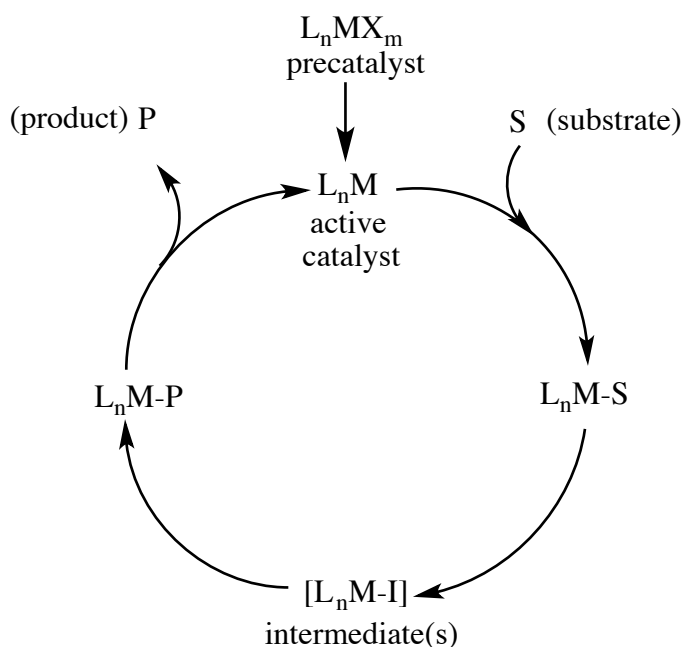 LₙMXₘ
precatalyst
(product) P
S (substrate)
LₙM
active
catalyst
LₙM-P
LₙM-S
[LₙM-I]
intermediate(s)